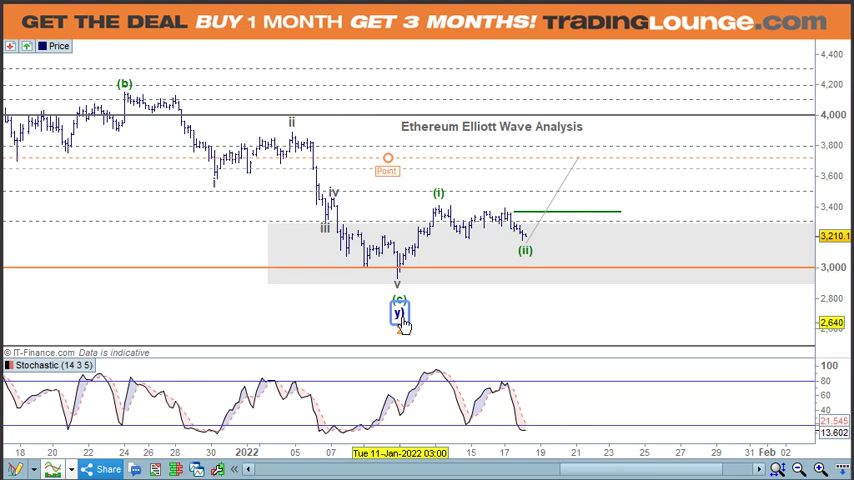 GET THE DEAL BUY 1 MONTH GET 3 MONTHS! TRADINGLOUNGE.COM
Price
4,400
(b)
4,200
4,000
ii
Ethereum Elliott Wave Analysis
3,800
Point
3,600
i
iv
(i)
3,400
iii
3,210.1
(ii)
3,000
v
(c)
2,800
y)
2,640
© IT-Finance.com Data is indicative
Stochastic (14 3 5)
100
80
60
40
21.545
13.602
18 20 22 24 26 28 30 2022 05 07 Tue 11-Jan-2022 03:00 15 17 19 21 23 25 27 29 31 Feb 02
Share